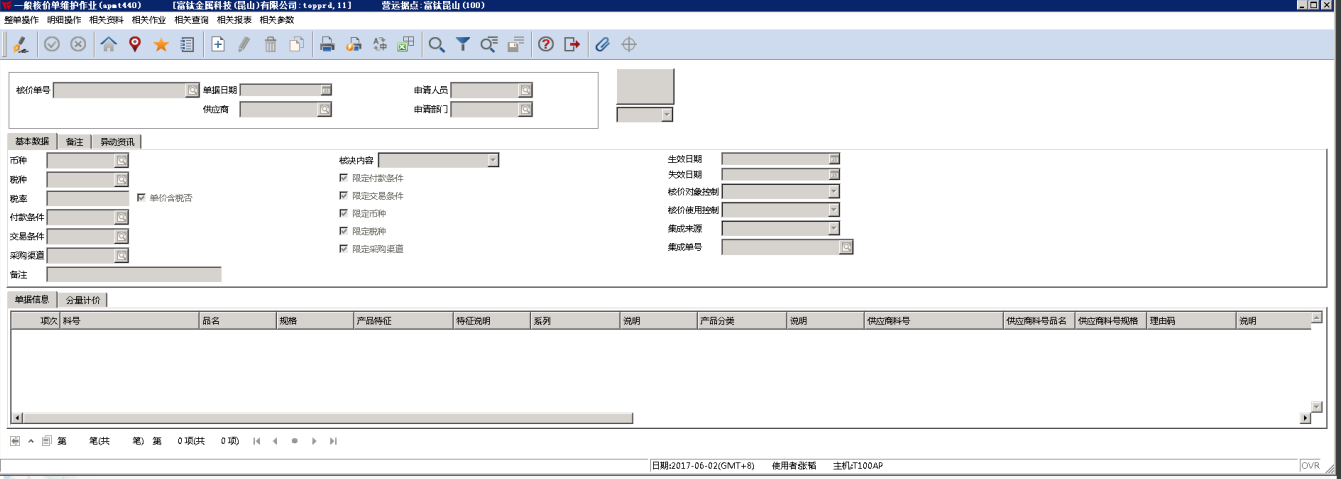 一般核价单维护作业(apmt440) [富钛金属科技(昆山)有限公司:topprd,11] 营运据点:富钛昆山(100)
整单操作 明细操作 相关资料 相关作业 相关查询 相关报表 相关参数
核价单号 单据日期 申请人员
供应商 申请部门
基本数据 备注 异动资讯
币种 核决内容 生效日期
税种 限定付款条件 失效日期
税率 单价含税否 限定交易条件 核价对象控制
付款条件 限定币种 核价使用控制
交易条件 限定税种 集成来源
采购渠道 限定采购渠道 集成单号
备注
单据信息 分量计价
项次 料号 品名 规格 产品特征 特征说明 系列 说明 产品分类 说明 供应商料号 供应商料号品名 供应商料号规格 理由码 说明
第 笔(共 笔) 第 0项(共 0项)
日期:2017-06-02(GMT+8) 使用者:张韬 主机:T100AP OVR